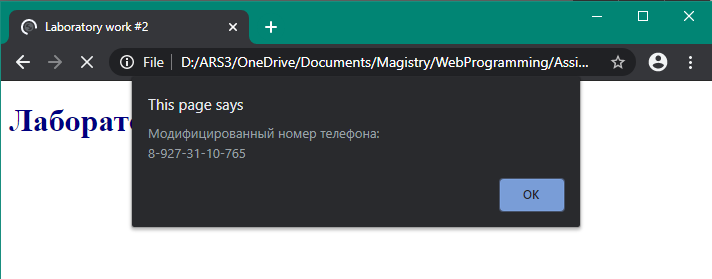 Laboratory work #2
File
D:/ARS3/OneDrive/Documents/Magistry/WebProgramming/Assi...
This page says
Лаборат
Модифицированный номер телефона:
8-927-31-10-765
OK